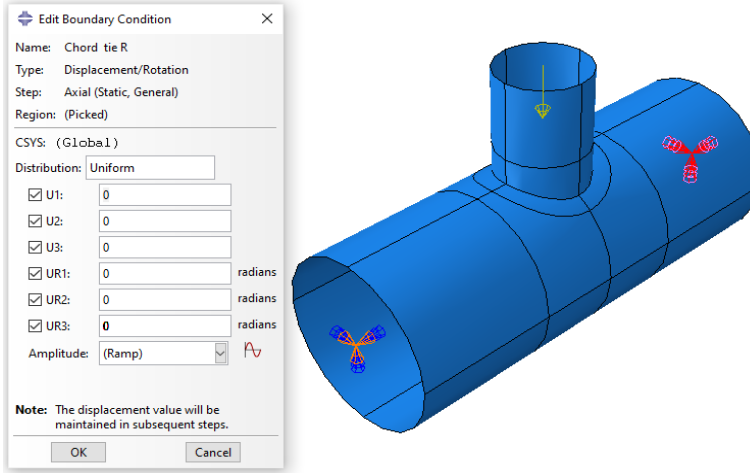 Edit Boundary Condition
Name: Chord tie R
Type: Displacement/Rotation
Step: Axial (Static, General)
Region: (Picked)
CSYS: (Global)
Distribution: Uniform
U1: 0
U2: 0
U3: 0
UR1: 0 radians
UR2: 0 radians
UR3: 0 radians
Amplitude: (Ramp)
Note: The displacement value will be
maintained in subsequent steps.
OK Cancel